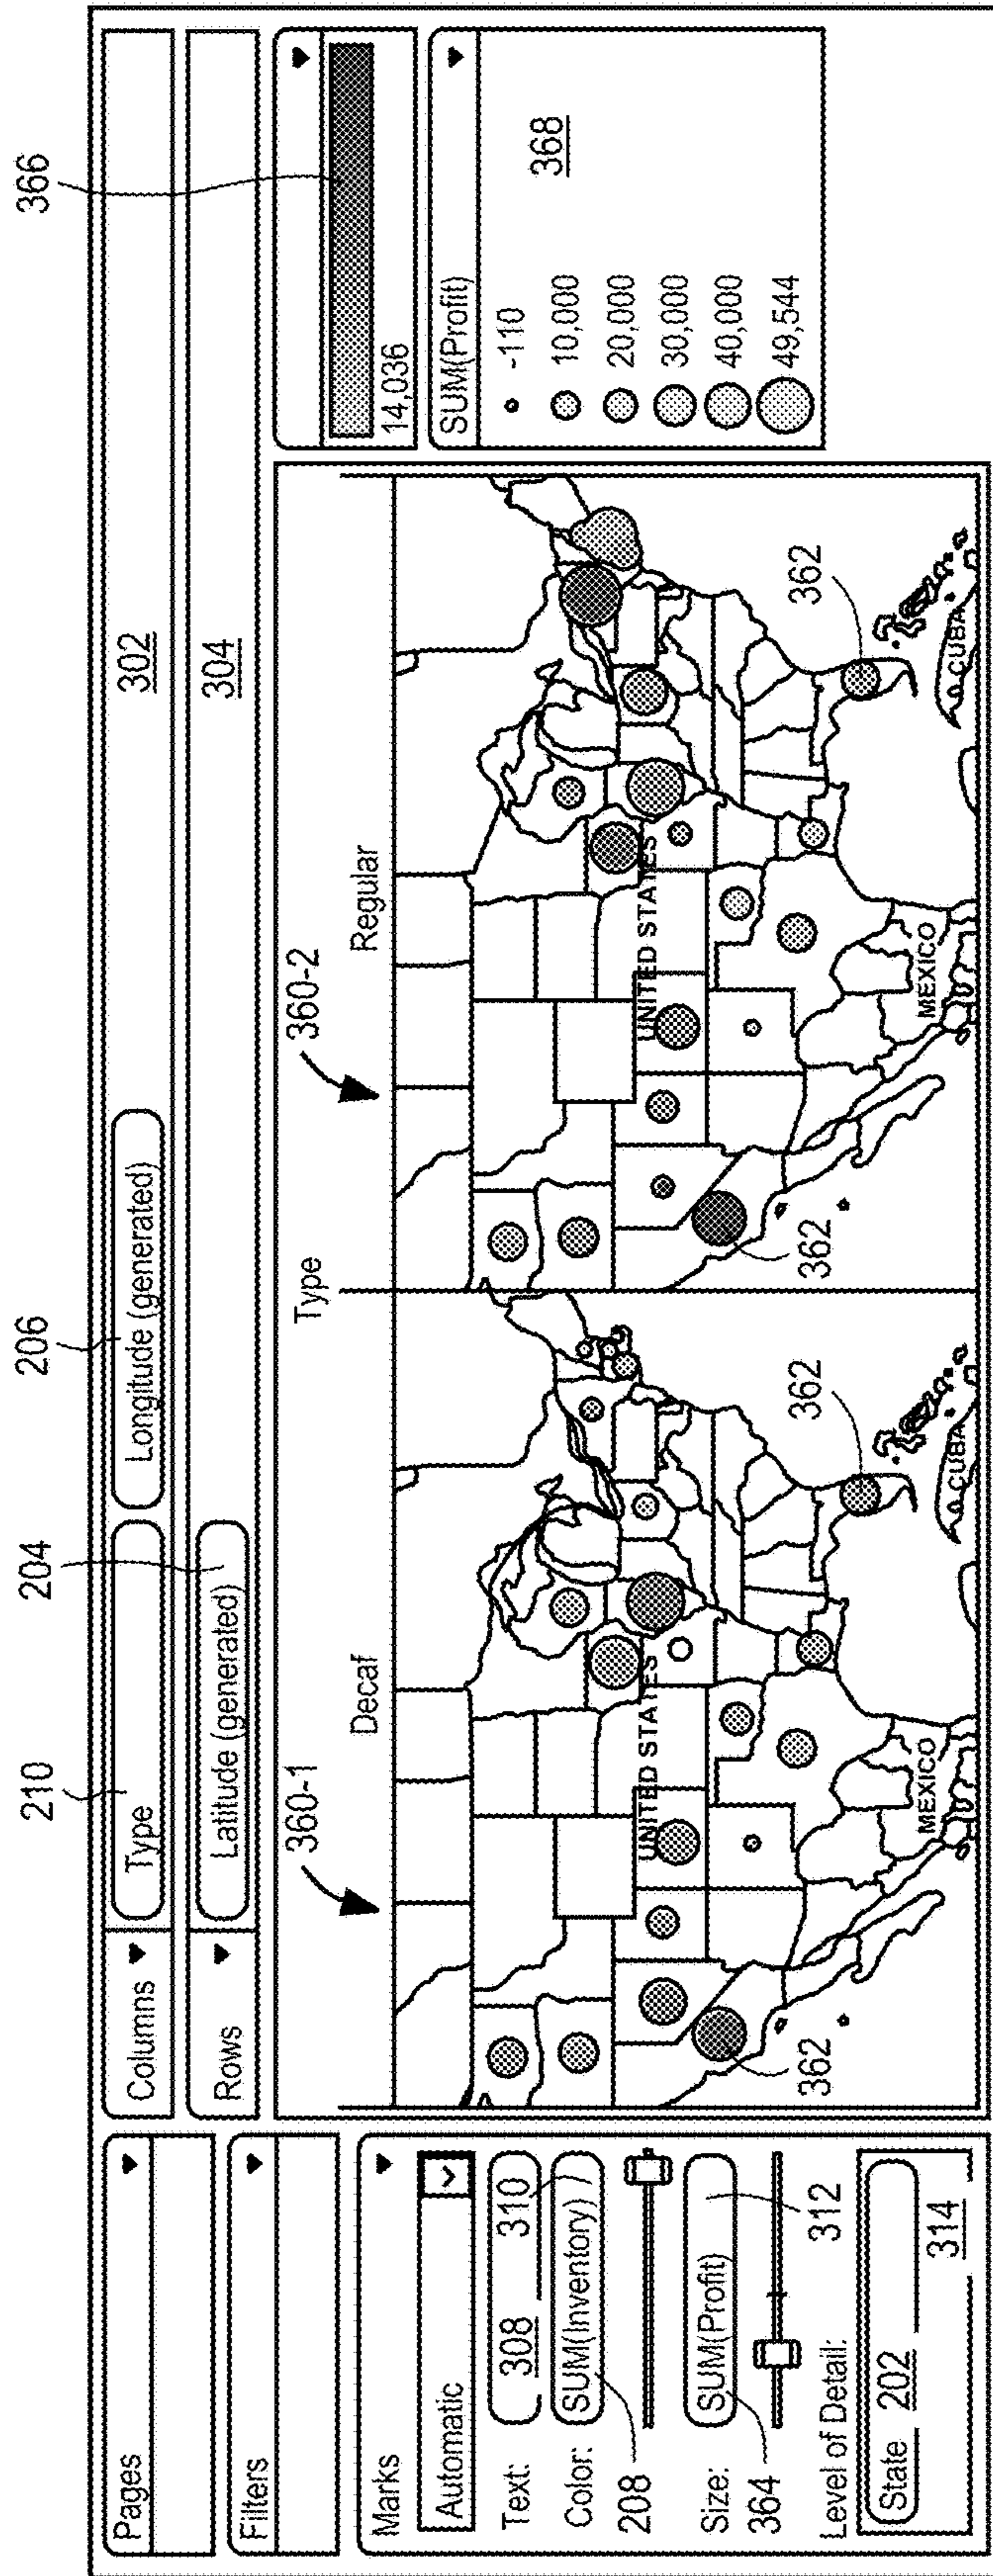 210
204
206
366
Pages
Filters
Marks
Automatic
Text: 308 310
Color: SUM(Inventory)
208
Size: SUM(Profit)
364
312
Level of Detail:
State 202
314
Columns Type Longitude (generated) 302
Rows Latitude (generated) 304
360-1
360-2
Type
Decaf
Regular
UNITED STATES
MEXICO
CUBA
362
362
UNITED STATES
MEXICO
CUBA
362
362
14,036
SUM(Profit)
-110
10,000
20,000
30,000
40,000
49,544
368